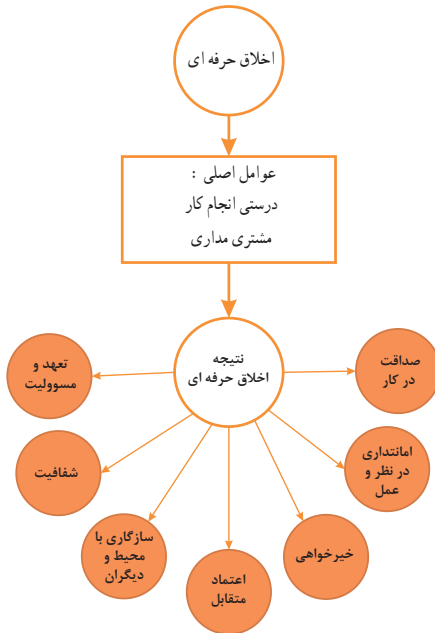 اخلاق حرفه ای
عوامل اصلی :
درستی انجام کار
مشتری مداری
نتیجه
اخلاق حرفه ای
صداقت
در کار
امانتداری
در نظر و
عمل
خیرخواهی
اعتماد
متقابل
سازگاری با
محیط و
دیگران
شفافیت
تعهد و
مسوولیت